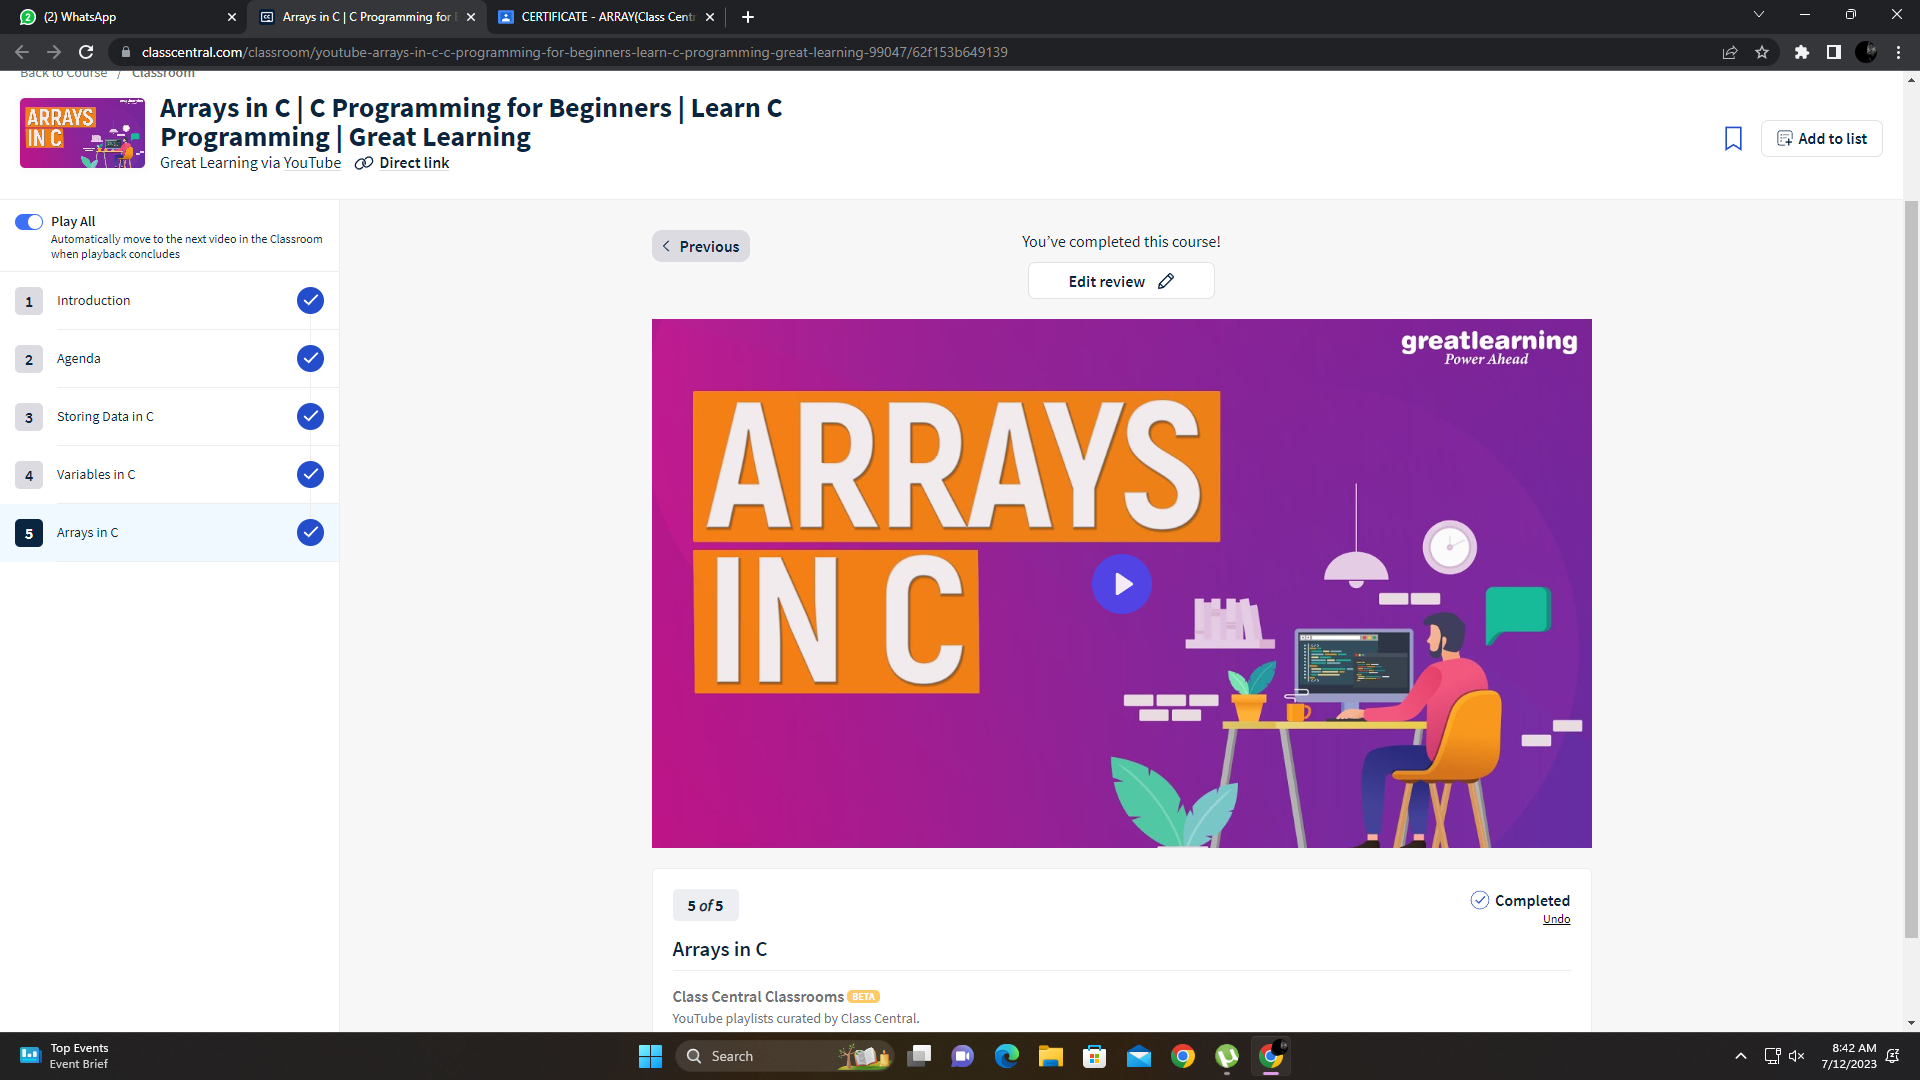 (2) WhatsApp
Arrays in C | C Programming for
CERTIFICATE - ARRAY(Class Cent
classcentral.com/classroom/youtube-arrays-in-c-c-programming-for-beginners-learn-c-programming-great-learning-99047/62f153b649139
Back to Course / Classroom
ARRAYS
IN C
Arrays in C | C Programming for Beginners | Learn C
Programming | Great Learning
Great Learning via YouTube Direct link
Add to list
Play All
Automatically move to the next video in the Classroom
when playback concludes
1 Introduction
2 Agenda
3 Storing Data in C
4 Variables in C
5 Arrays in C
Previous
You’ve completed this course!
Edit review
greatlearning
Power Ahead
ARRAYS
IN C
5 of 5
Completed
Undo
Arrays in C
Class Central Classrooms BETA
YouTube playlists curated by Class Central.
Top Events
Event Brief
Search
8:42 AM
7/12/2023